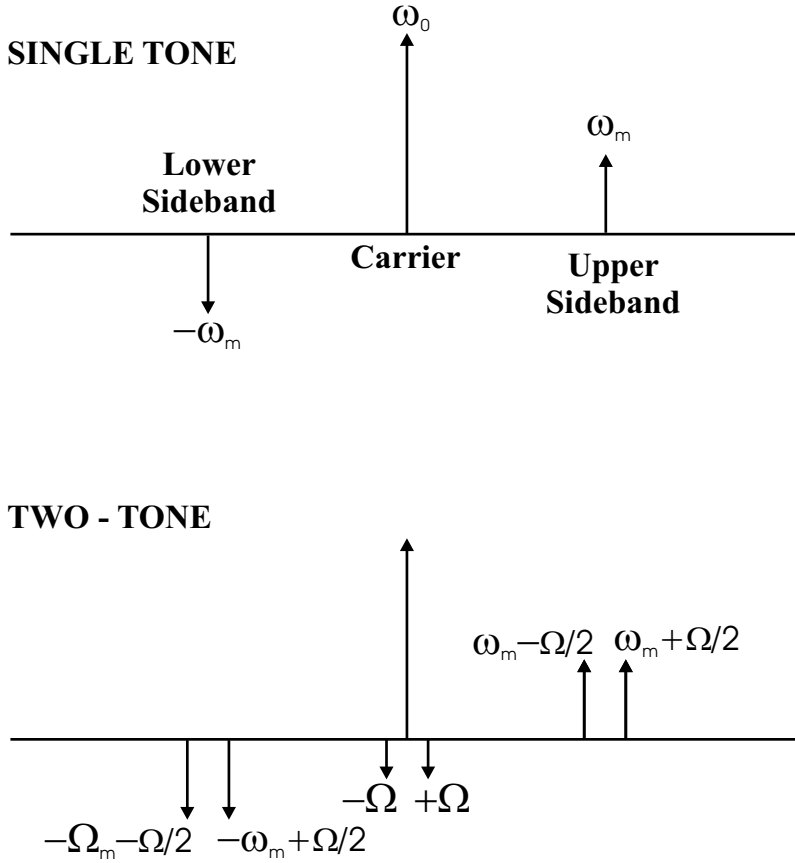 ω₀
SINGLE TONE
ωₘ
Lower
Sideband
Carrier
Upper
Sideband
−ωₘ
TWO - TONE
ωₘ−Ω/2 ωₘ+Ω/2
−Ω +Ω
−Ωₘ−Ω/2 −ωₘ+Ω/2